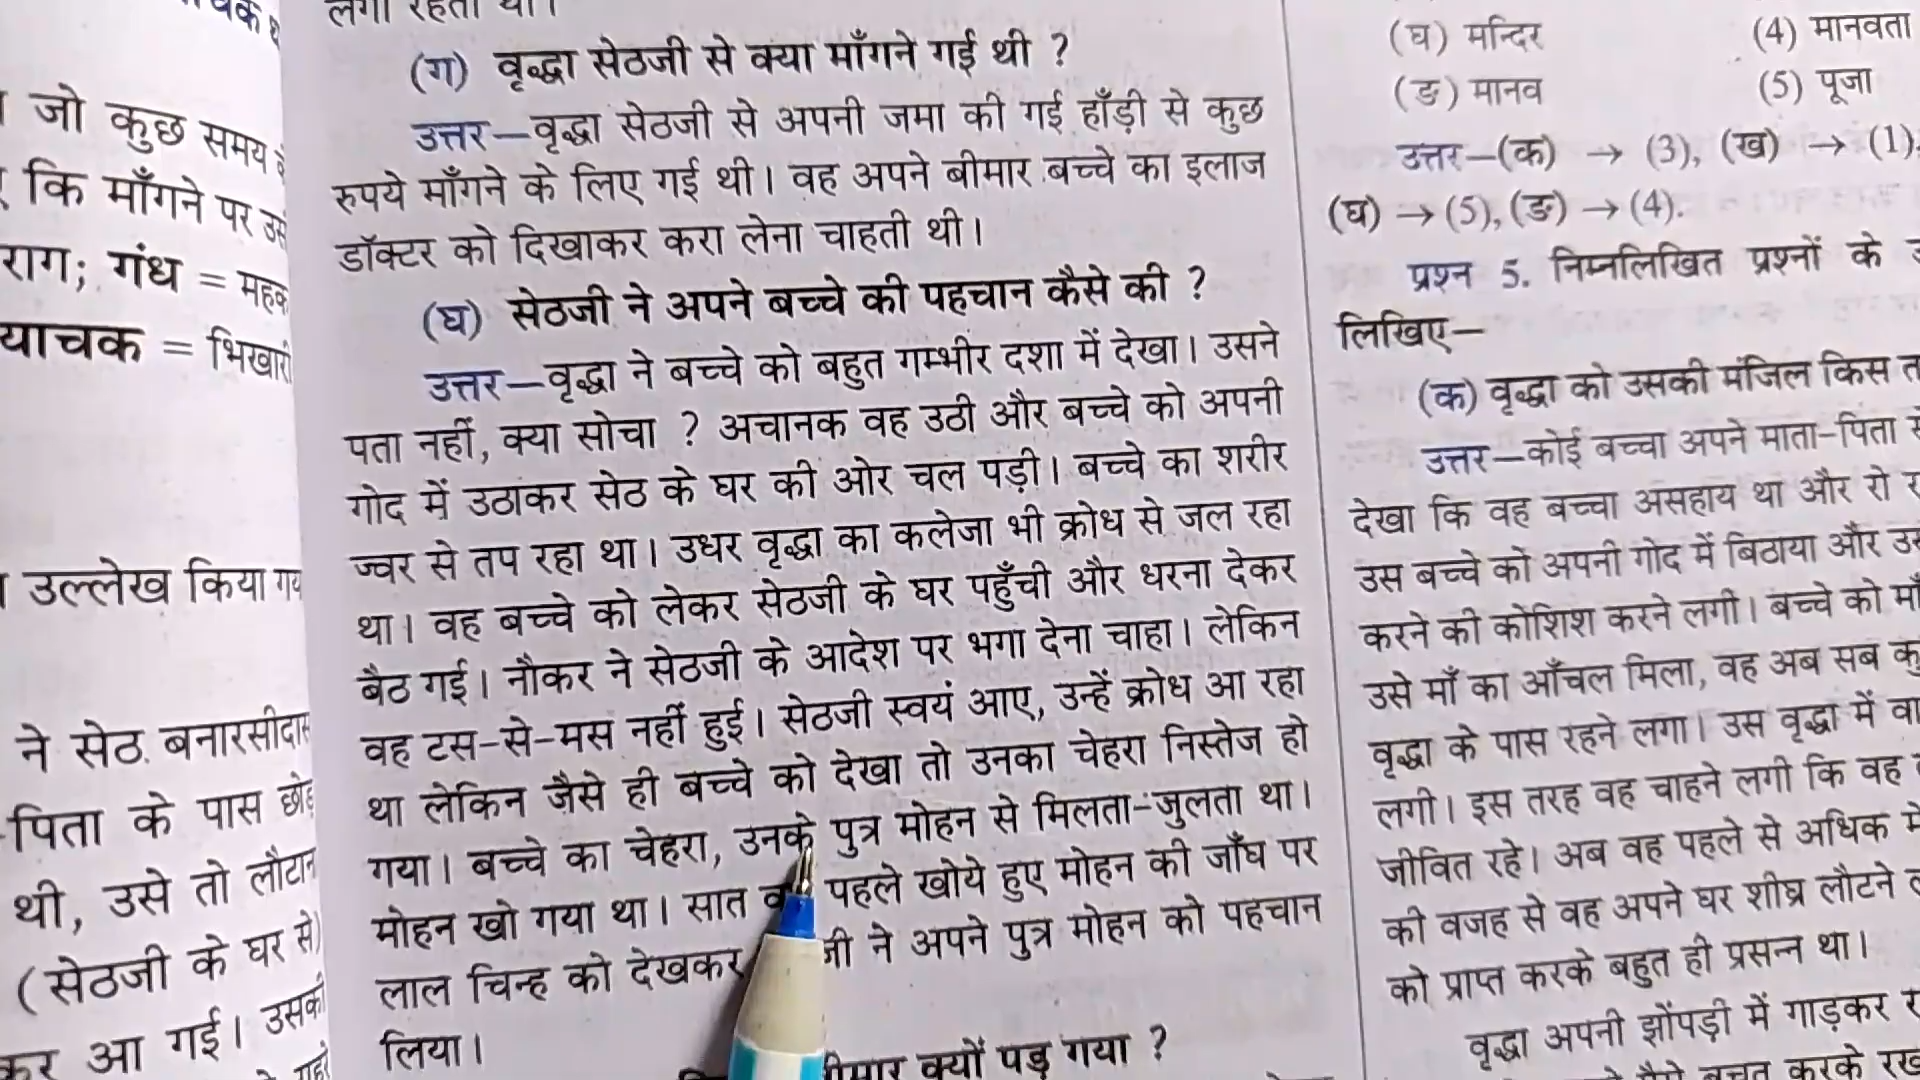 जो कुछ समय
कि माँगने पर
राग; गंध = महक
याचक = भिखारी
उल्लेख किया
ने सेठ बनारसीदास
पिता के पास
थी, उसे तो
(सेठजी के घर से)
आ गई। उसकी
लगा रहता था।
(ग) वृद्धा सेठजी से क्या माँगने गई थी ?
उत्तर—वृद्धा सेठजी से अपनी जमा की गई हाँड़ी से कुछ
रुपये माँगने के लिए गई थी। वह अपने बीमार बच्चे का इलाज
डॉक्टर को दिखाकर करा लेना चाहती थी।
(घ) सेठजी ने अपने बच्चे की पहचान कैसे की ?
उत्तर—वृद्धा ने बच्चे को बहुत गम्भीर दशा में देखा। उसने
पता नहीं, क्या सोचा ? अचानक वह उठी और बच्चे को अपनी
गोद में उठाकर सेठ के घर की ओर चल पड़ी। बच्चे का शरीर
ज्वर से तप रहा था। उधर वृद्धा का कलेजा भी क्रोध से जल रहा
था। वह बच्चे को लेकर सेठजी के घर पहुँची और धरना देकर
बैठ गई। नौकर ने सेठजी के आदेश पर भगा देना चाहा। लेकिन
वह टस-से-मस नहीं हुई। सेठजी स्वयं आए, उन्हें क्रोध आ रहा
था लेकिन जैसे ही बच्चे को देखा तो उनका चेहरा निस्तेज हो
गया। बच्चे का चेहरा, उनके पुत्र मोहन से मिलता-जुलता था।
मोहन खो गया था। सात पहले खोये हुए मोहन की जाँघ पर
लाल चिन्ह को देखकर ने अपने पुत्र मोहन को पहचान
लिया।
क्यों पड़ गया ?
(घ) मन्दिर (4) मानवता
(ङ) मानव (5) पूजा
उत्तर—(क) → (3), (ख) → (1),
(घ) → (5), (ङ) → (4).
प्रश्न 5. निम्नलिखित प्रश्नों के
लिखिए—
(क) वृद्धा को उसकी मंजिल किस
उत्तर—कोई बच्चा अपने माता-पिता
देखा कि वह बच्चा असहाय था और रो
उस बच्चे को अपनी गोद में बिठाया और
करने की कोशिश करने लगी। बच्चे को
उसे माँ का आँचल मिला, वह अब सब
वृद्धा के पास रहने लगा। उस वृद्धा में
लगी। इस तरह वह चाहने लगी कि वह
जीवित रहे। अब वह पहले से अधिक
की वजह से वह अपने घर शीघ्र लौटने
को प्राप्त करके बहुत ही प्रसन्न था।
वृद्धा अपनी झोंपड़ी में गाड़कर
बचत करके